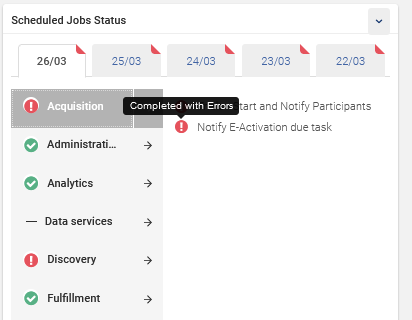 Scheduled Jobs Status
26/03 25/03 24/03 23/03 22/03
Acquisition
Completed with Errors
tart and Notify Participants
Notify E-Activation due task
Administrati...
Analytics
Data services
Discovery
Fulfillment